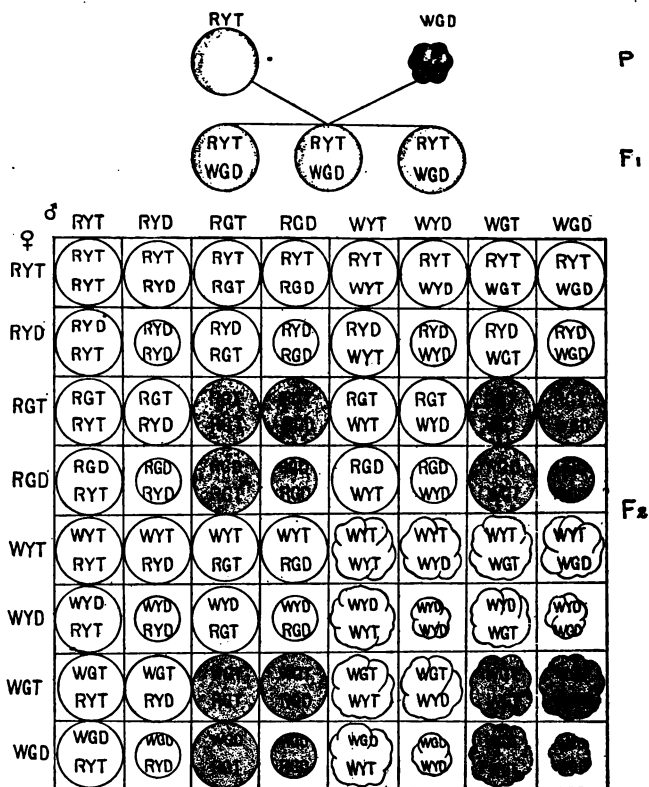 RYT WGD
P
RYT RYT RYT
F1
WGD WGD WGD
♂ RYT RYD RGT RGD WYT WYD WGT WGD
♀
RYT RYT RYT RYT RYT RYT RYT RYT
RYT
RYT RYD RGT RGD WYT WYD WGT WGD
RYD RYD RYD RYD RYD RYD RYD RYD
RYD
RYT RYD RGT RGD WYT WYD WGT WGD
RGT RGT RGT RGT
RGT
RYT RYD WYT WYD
RGD RGD RGD RGD
RGD
RYT RYD RGT WYT WYD
F2
WYT WYT WYT WYT WYT WYT WYT WYT
WYT
RYT RYD RGT RGD WYT WYD WGT WGD
WYD WYD WYD WYD WYD WYD WYD WYD
WYD
RYT RYD RGT RGD WYT WYD WGT WGD
WGT WGT WGT WGT WGT WGT
WGT
RYT RYD WYT WYD
WGD WGD WGD WGD WGD
WGD
RYT RYD WYT WYD